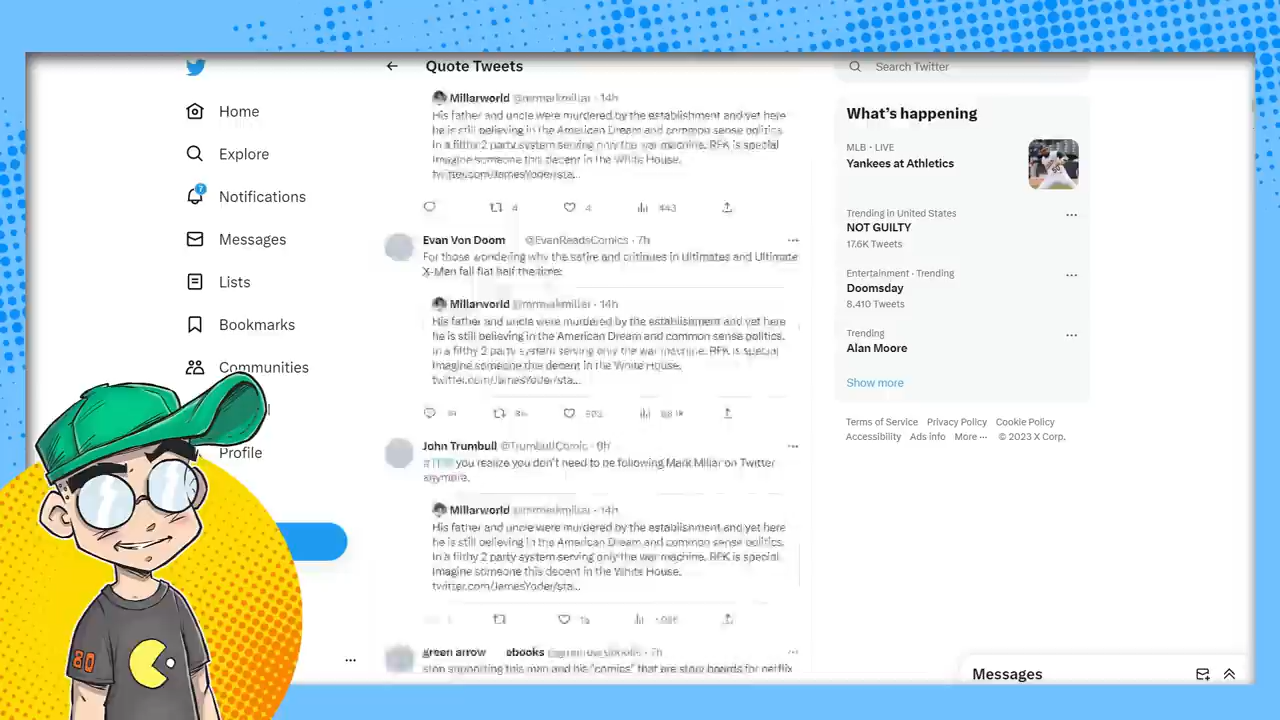 Quote Tweets
Search Twitter
Home
Explore
7
Notifications
Messages
Lists
Bookmarks
Communities
Profile
Millarworld @mrmarkmillar · 14h
His father and uncle were murdered by the establishment and yet here
he is still believing in the American Dream and common sense politics.
In a filthy 2 party system serving only the war machine. RFK is special
Imagine someone this decent in the White House.
twitter.com/JamesYoder/sta...
4
4
443
Evan Von Doom @EvanReadsComics · 7h
For those wondering why the satire and critiques in Ultimates and Ultimate
X-Men fall flat half the time:
Millarworld @mrmarkmillar · 14h
His father and uncle were murdered by the establishment and yet here
he is still believing in the American Dream and common sense politics.
In a filthy 2 party system serving only the war machine. RFK is special
Imagine someone this decent in the White House.
twitter.com/JamesYoder/sta...
John Trumbull @TrumbullComic
you realize you don't need to be following Mark Millar on Twitter
anymore.
Millarworld @mrmarkmillar · 14h
His father and uncle were murdered by the establishment and yet here
he is still believing in the American Dream and common sense politics.
In a filthy 2 party system serving only the war machine. RFK is special
Imagine someone this decent in the White House.
twitter.com/JamesYoder/sta...
green arrow ebooks
stop supporting this man and his "comics" that are story boards for netflix
What's happening
MLB · LIVE
Yankees at Athletics
Trending in United States
NOT GUILTY
17.6K Tweets
Entertainment · Trending
Doomsday
8,410 Tweets
Trending
Alan Moore
Show more
Terms of Service Privacy Policy Cookie Policy
Accessibility Ads info More ··· © 2023 X Corp.
Messages
80